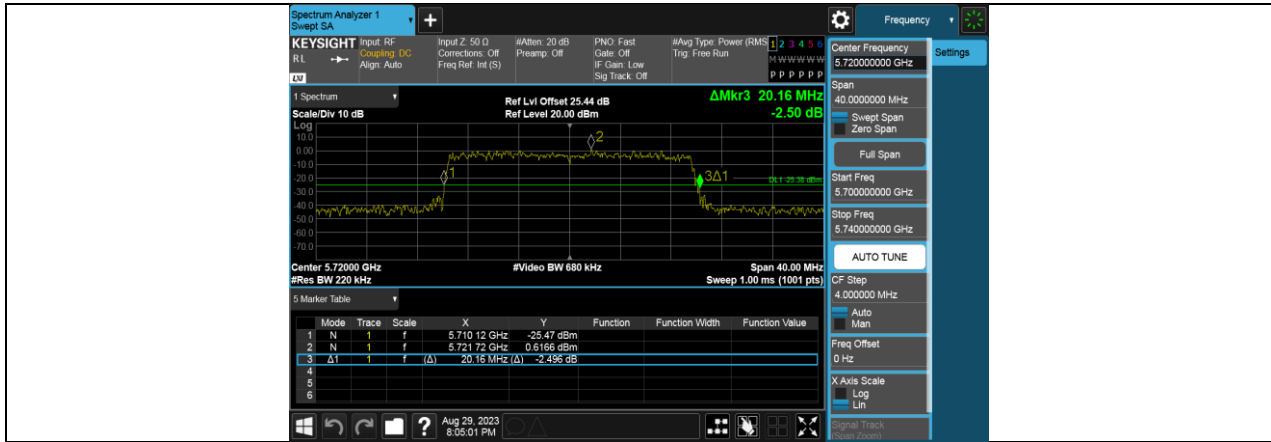 Spectrum Analyzer 1
Swept SA
+
Frequency
KEYSIGHT
RL
LXI
Input: RF
Coupling: DC
Align: Auto
Input Z: 50 Ω
Corrections: Off
Freq Ref: Int (S)
#Atten: 20 dB
Preamp: Off
PNO: Fast
Gate: Off
IF Gain: Low
Sig Track: Off
#Avg Type: Power (RMS
Trig: Free Run
1 2 3 4 5 6
M W W W W W
P P P P P P
1 Spectrum
Scale/Div 10 dB
Ref Lvl Offset 25.44 dB
Ref Level 20.00 dBm
ΔMkr3 20.16 MHz
-2.50 dB
Log
10.0
0.00
-10.0
-20.0
-30.0
-40.0
-50.0
-60.0
-70.0
1
2
3Δ1
DL1 -25.38 dBm
Center 5.72000 GHz
#Video BW 680 kHz
Span 40.00 MHz
#Res BW 220 kHz
Sweep 1.00 ms (1001 pts)
5 Marker Table
Mode Trace Scale X Y Function Function Width Function Value
1 N 1 f 5.710 12 GHz -25.47 dBm
2 N 1 f 5.721 72 GHz 0.6166 dBm
3 Δ1 1 f (Δ) 20.16 MHz (Δ) -2.496 dB
4
5
6
?
Aug 29, 2023
8:05:01 PM
Center Frequency
5.720000000 GHz
Settings
Span
40.0000000 MHz
Swept Span
Zero Span
Full Span
Start Freq
5.700000000 GHz
Stop Freq
5.740000000 GHz
AUTO TUNE
CF Step
4.000000 MHz
Auto
Man
Freq Offset
0 Hz
X Axis Scale
Log
Lin
Signal Track
(Span Zoom)